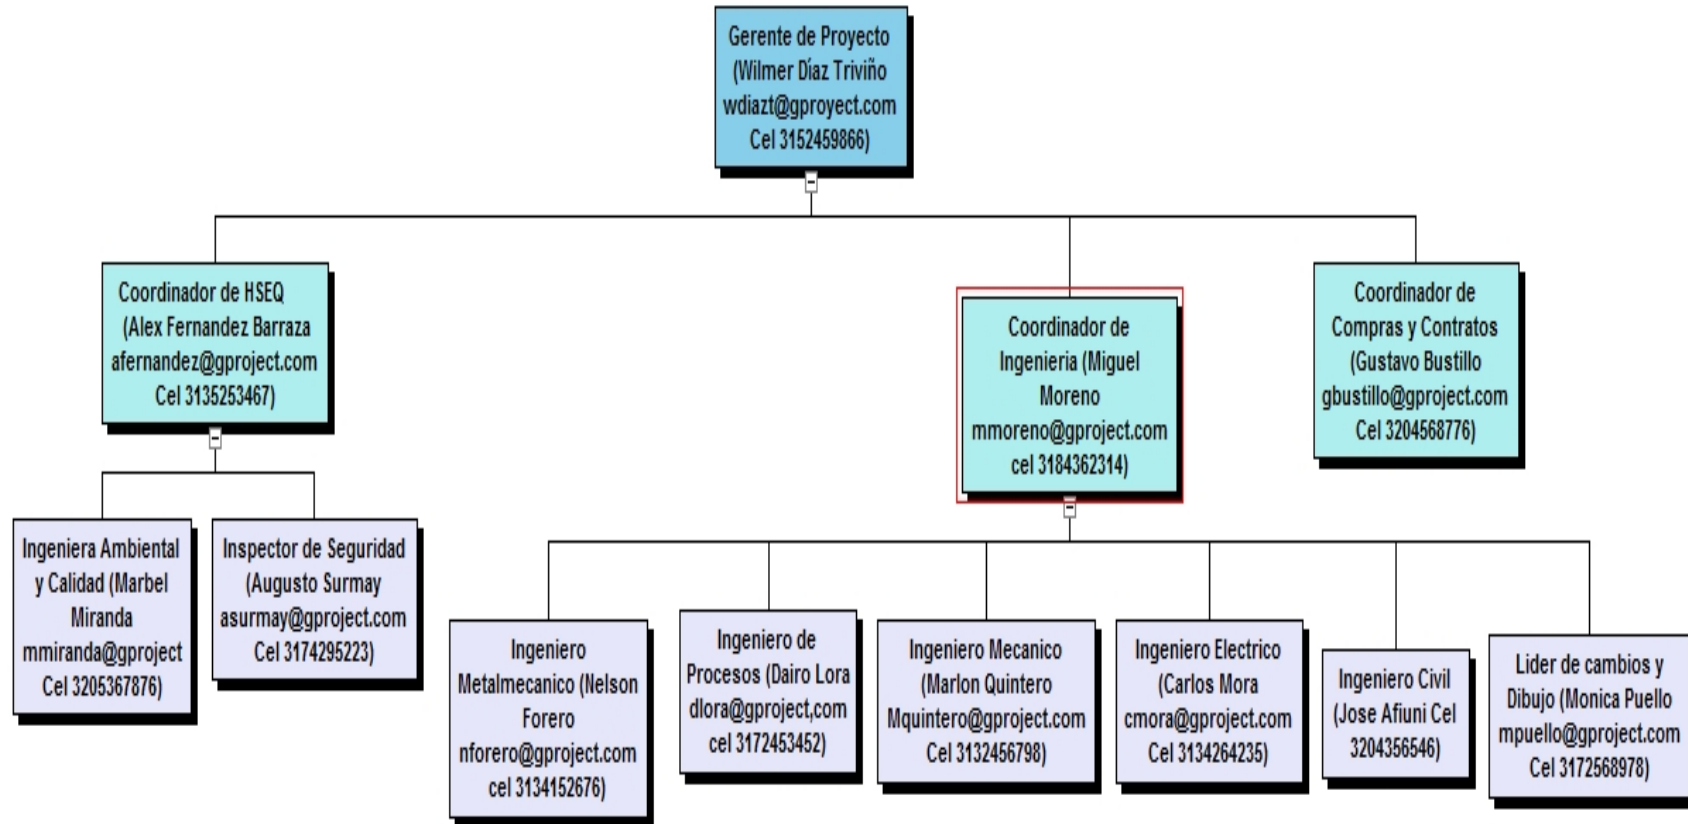 Gerente de Proyecto
(Wilmer Díaz Triviño
wdiazt@gproyect.com
Cel 3152459866)
Coordinador de HSEQ
(Alex Fernandez Barraza
afernandez@gproject.com
Cel 3135253467)
Coordinador de
Ingenieria (Miguel
Moreno
mmoreno@gproject.com
cel 3184362314)
Coordinador de
Compras y Contratos
(Gustavo Bustillo
gbustillo@gproject.com
Cel 3204568776)
Ingeniera Ambiental
y Calidad (Marbel
Miranda
mmiranda@gproject
Cel 3205367876)
Inspector de Seguridad
(Augusto Surmay
asurmay@gproject.com
Cel 3174295223)
Ingeniero
Metalmecanico (Nelson
Forero
nforero@gproject.com
cel 3134152676)
Ingeniero de
Procesos (Dairo Lora
dlora@gproject,com
cel 3172453452)
Ingeniero Mecanico
(Marlon Quintero
Mquintero@gproject.com
Cel 3132456798)
Ingeniero Electrico
(Carlos Mora
cmora@gproject.com
Cel 3134264235)
Ingeniero Civil
(Jose Afiuni Cel
3204356546)
Lider de cambios y
Dibujo (Monica Puello
mpuello@gproject.com
Cel 3172568978)